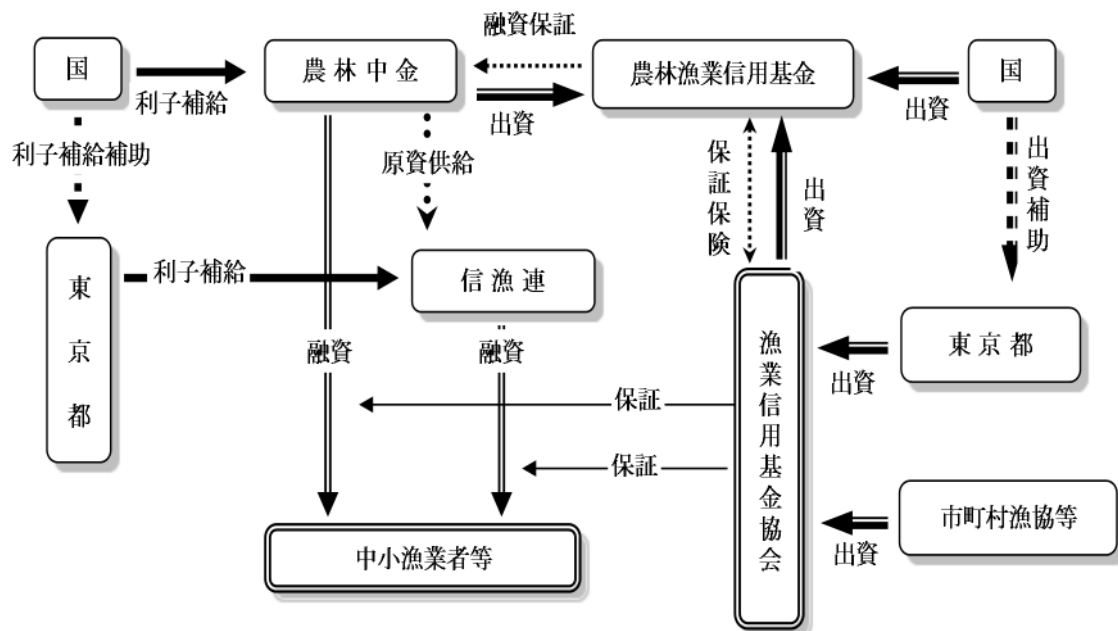 融資保証
国
農林中金
農林漁業信用基金
国
利子補給
出資
出資
利子補給補助
原資供給
保証保険
出資
出資補助
東京都
利子補給
信漁連
融資
融資
漁業信用基金協会
東京都
出資
保証
保証
市町村漁協等
出資
中小漁業者等